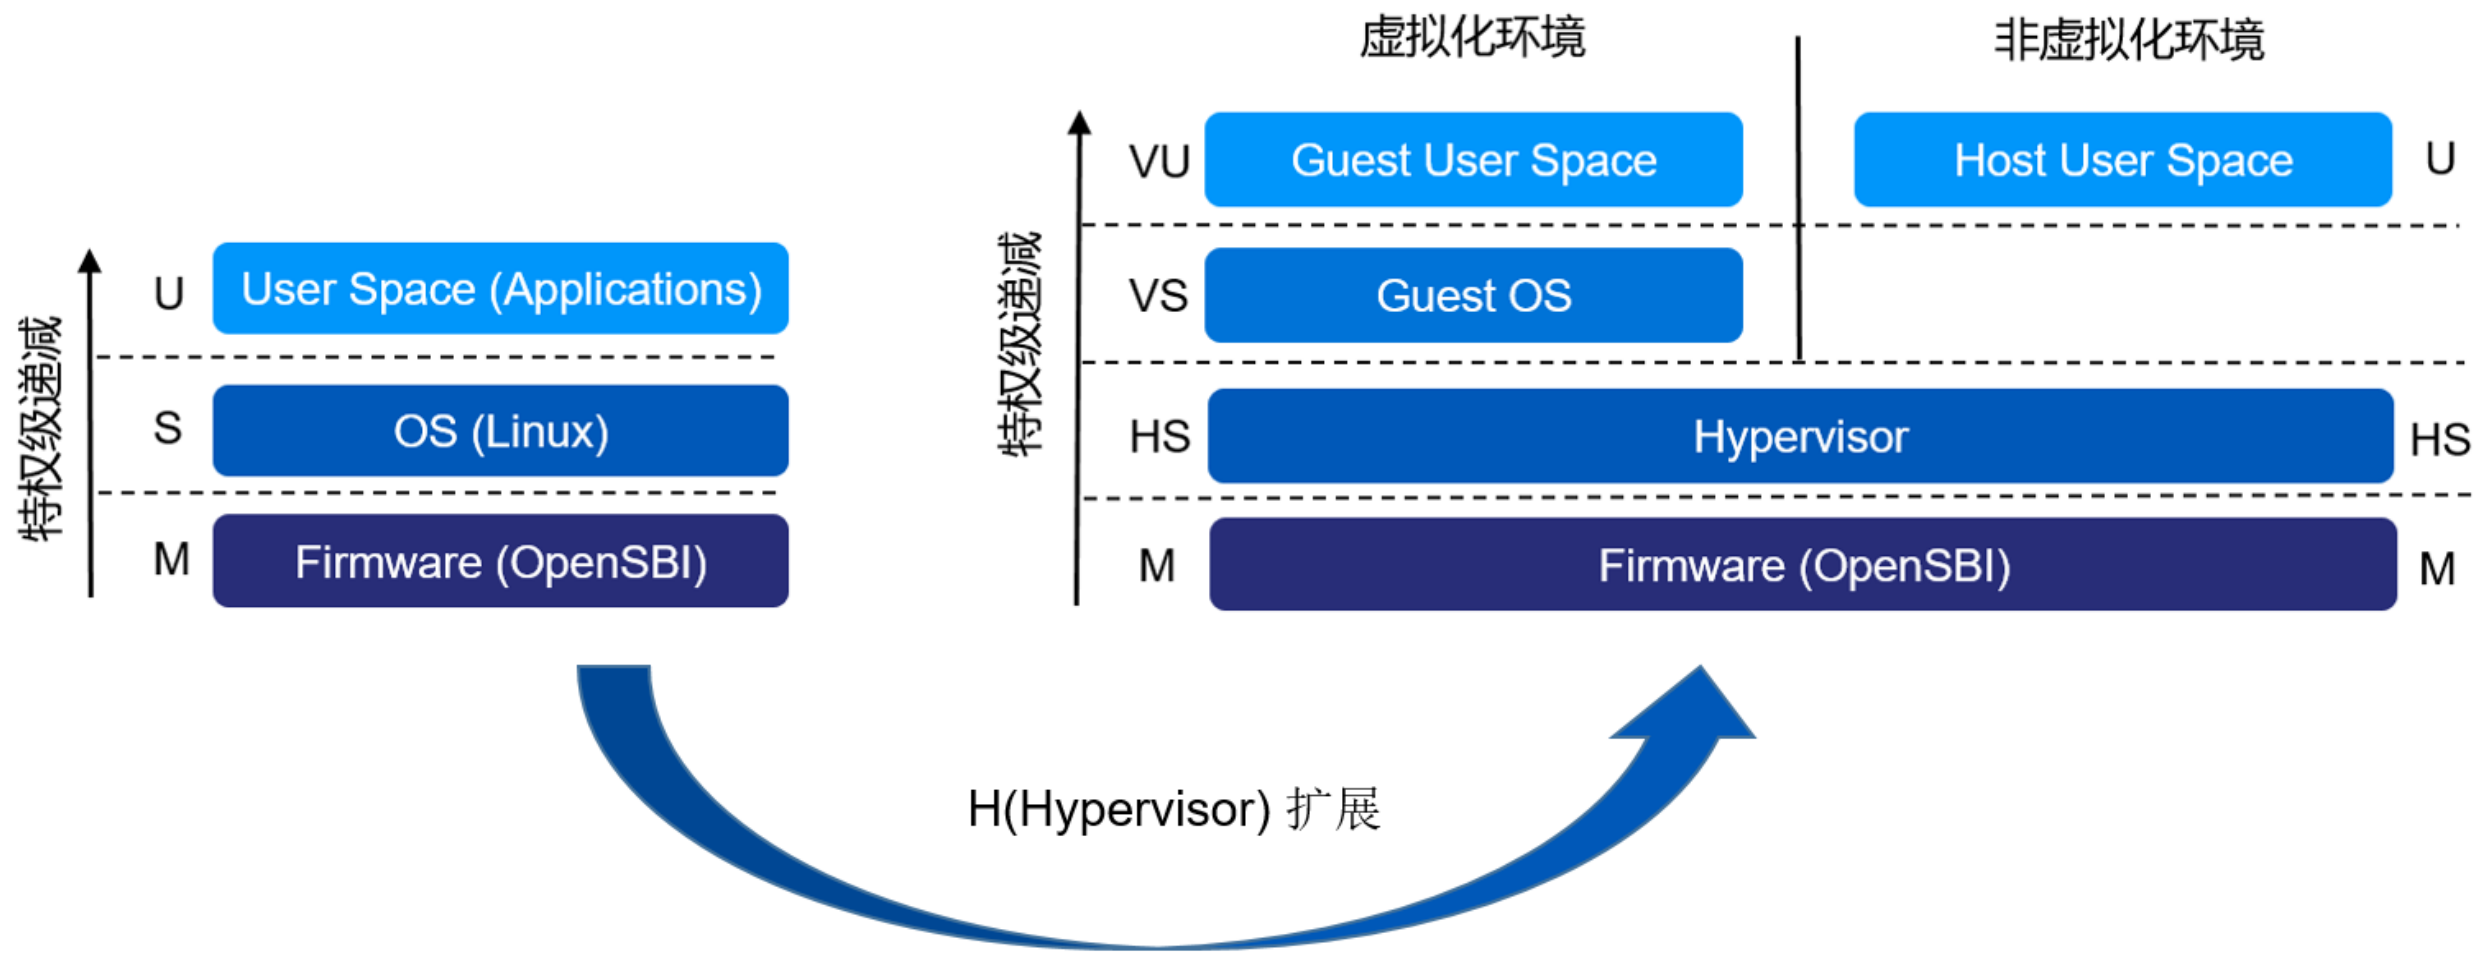 虚拟化环境
非虚拟化环境
特权级递减
U
User Space (Applications)
S
OS (Linux)
M
Firmware (OpenSBI)
特权级递减
VU
Guest User Space
Host User Space
U
VS
Guest OS
HS
Hypervisor
HS
M
Firmware (OpenSBI)
M
H(Hypervisor) 扩展